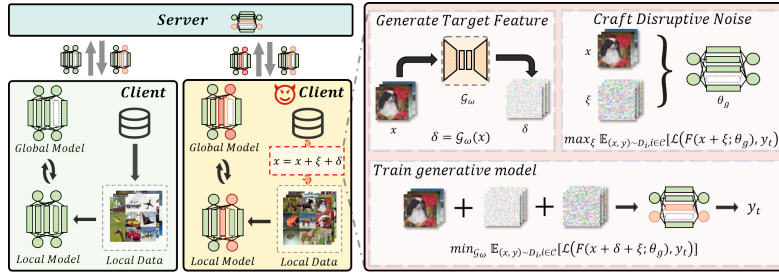 Server
Client
Global Model
Local Model
Local Data
Client
Global Model
x = x + ξ + δ
Local Model
Local Data
Generate Target Feature
x
𝒢ω
δ
δ = 𝒢ω(x)
Craft Disruptive Noise
x
ξ
θg
maxξ 𝔼(x,y)~Di,i∈C[ℒ(F(x + ξ; θg), yt)]
Train generative model
yt
min𝒢ω 𝔼(x,y)~Di,i∈C[ℒ(F(x + δ + ξ; θg), yt)]